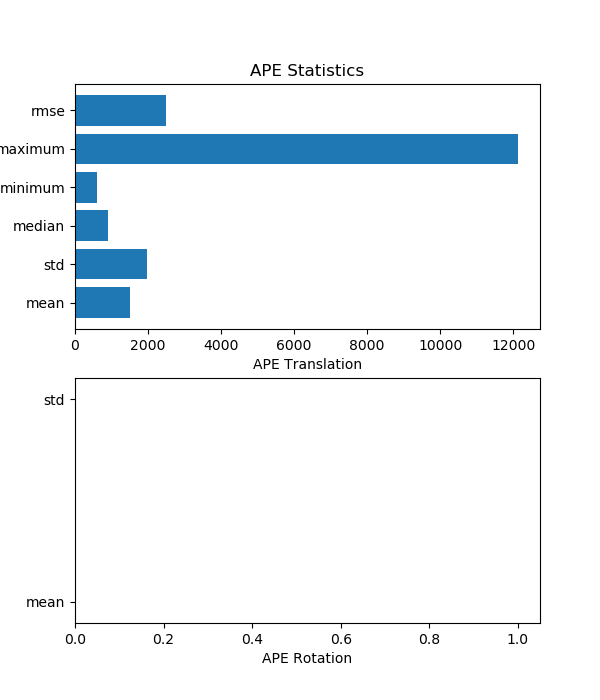 APE Statistics
rmse
maximum
minimum
median
std
mean
0 2000 4000 6000 8000 10000 12000
APE Translation
std
mean
0.0 0.2 0.4 0.6 0.8 1.0
APE Rotation